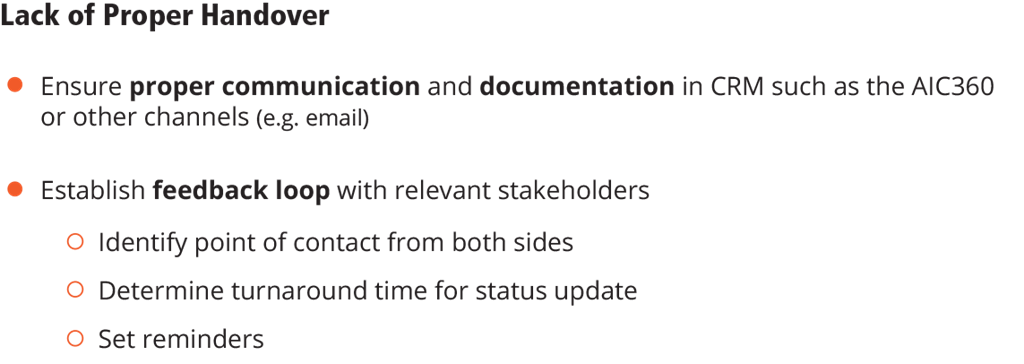 Lack of Proper Handover
Ensure proper communication and documentation in CRM such as the AIC360
or other channels (e.g. email)
Establish feedback loop with relevant stakeholders
Identify point of contact from both sides
Determine turnaround time for status update
Set reminders